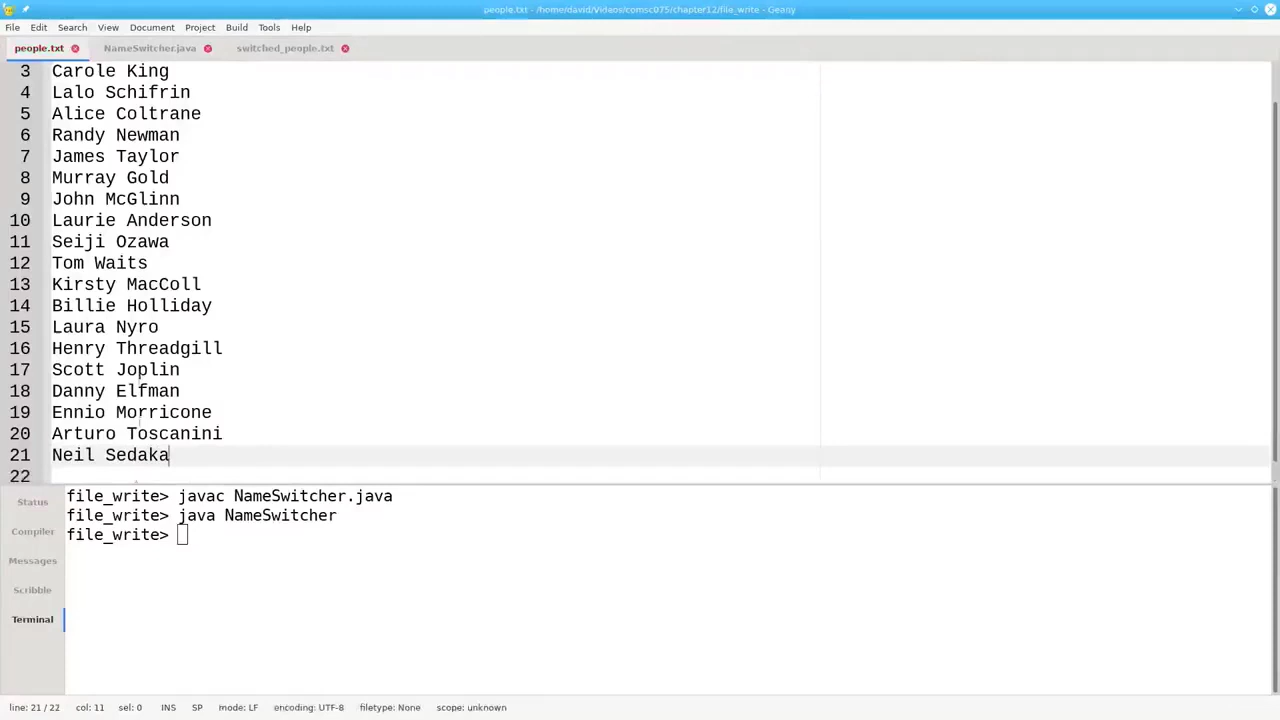 people.txt - /home/david/Videos/comsc075/chapter12/file_write - Geany
File Edit Search View Document Project Build Tools Help
people.txt NameSwitcher.java switched_people.txt
3 Carole King
4 Lalo Schifrin
5 Alice Coltrane
6 Randy Newman
7 James Taylor
8 Murray Gold
9 John McGlinn
10 Laurie Anderson
11 Seiji Ozawa
12 Tom Waits
13 Kirsty MacColl
14 Billie Holliday
15 Laura Nyro
16 Henry Threadgill
17 Scott Joplin
18 Danny Elfman
19 Ennio Morricone
20 Arturo Toscanini
21 Neil Sedaka
22
Status
Compiler
Messages
Scribble
Terminal
file_write> javac NameSwitcher.java
file_write> java NameSwitcher
file_write>
line: 21 / 22 col: 11 sel: 0 INS SP mode: LF encoding: UTF-8 filetype: None scope: unknown